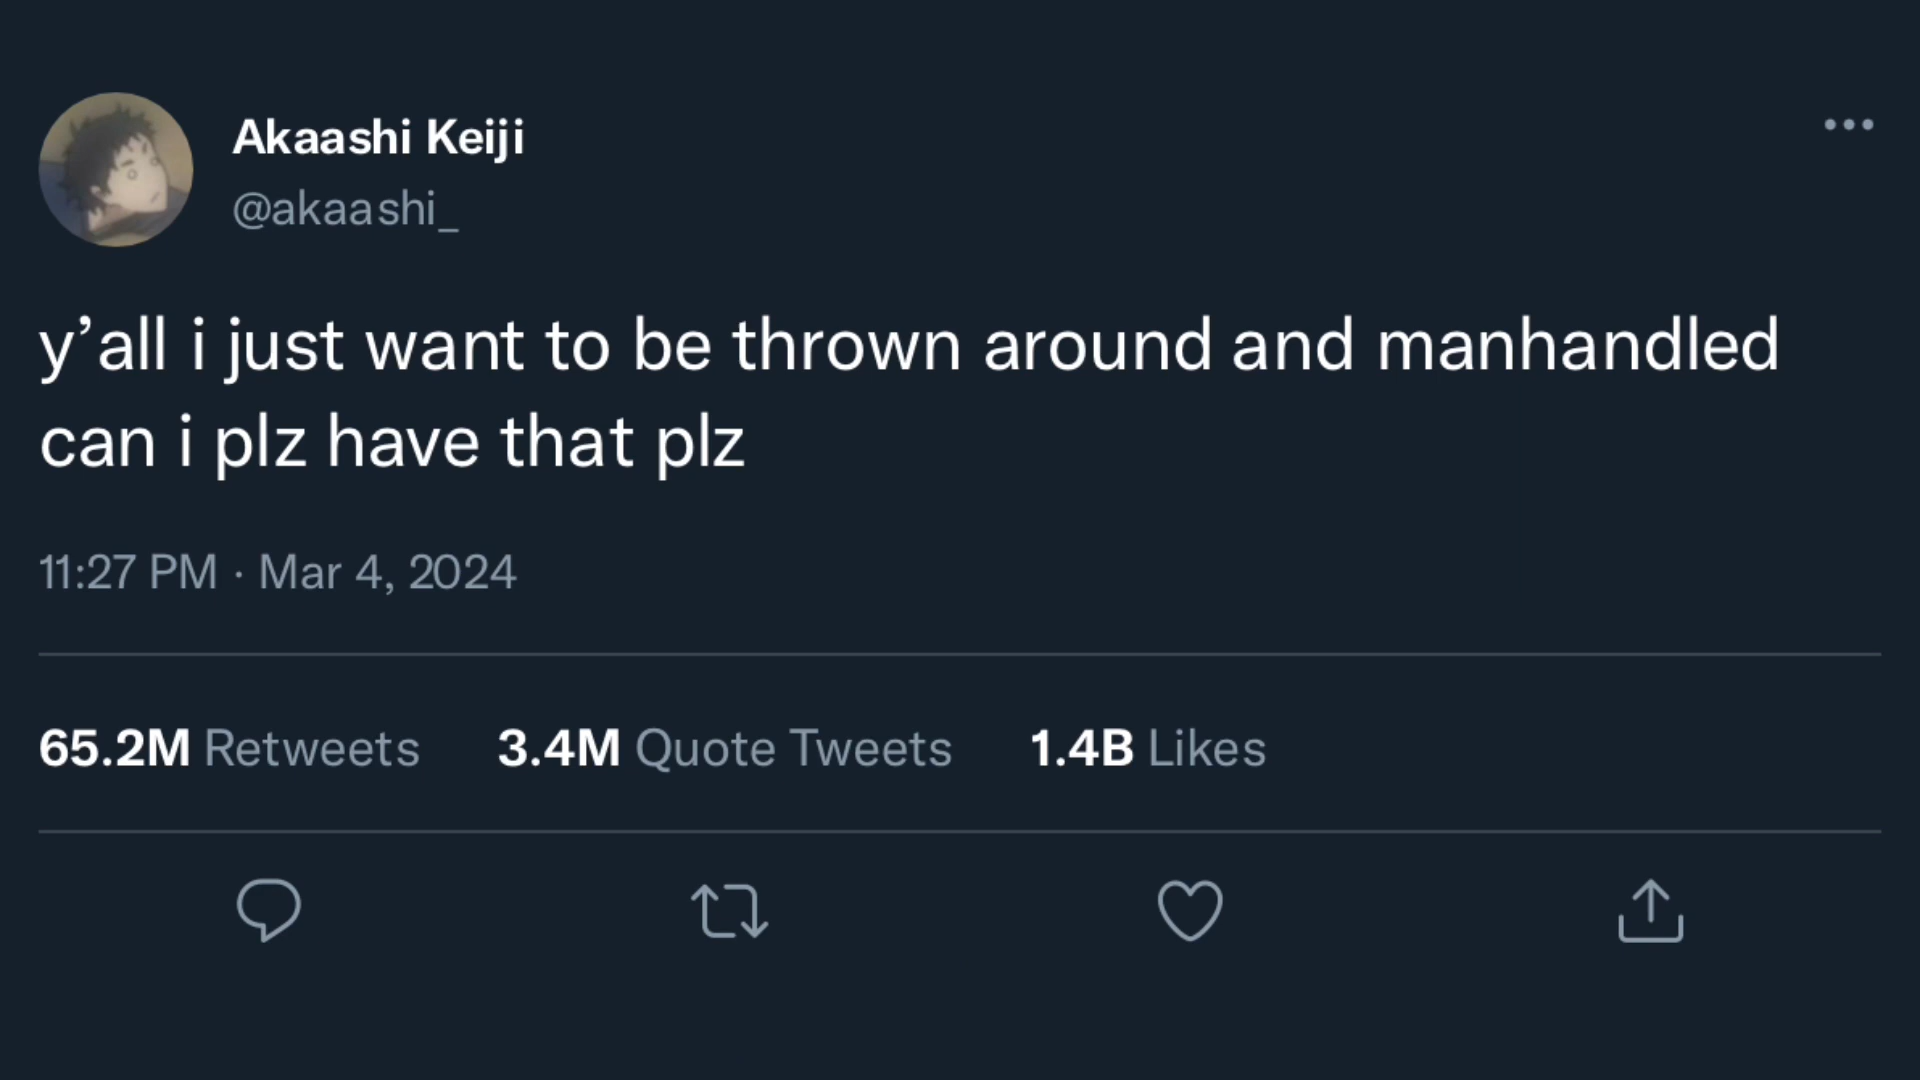 Akaashi Keiji
@akaashi_
y’all i just want to be thrown around and manhandled
can i plz have that plz
11:27 PM · Mar 4, 2024
65.2M Retweets 3.4M Quote Tweets 1.4B Likes